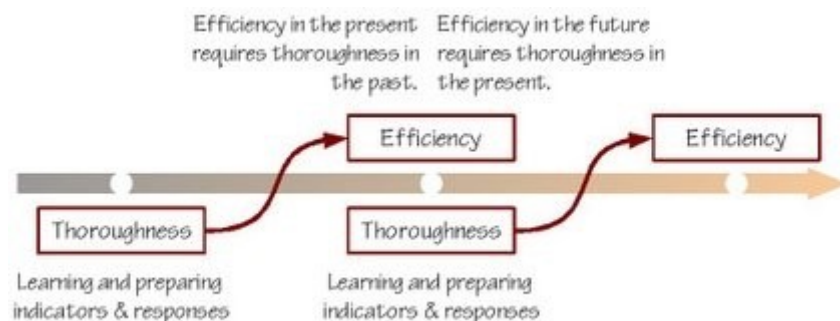 Efficiency in the present
requires thoroughness in
the past.
Efficiency in the future
requires thoroughness in
the present.
Efficiency
Efficiency
Thoroughness
Thoroughness
Learning and preparing
indicators & responses
Learning and preparing
indicators & responses